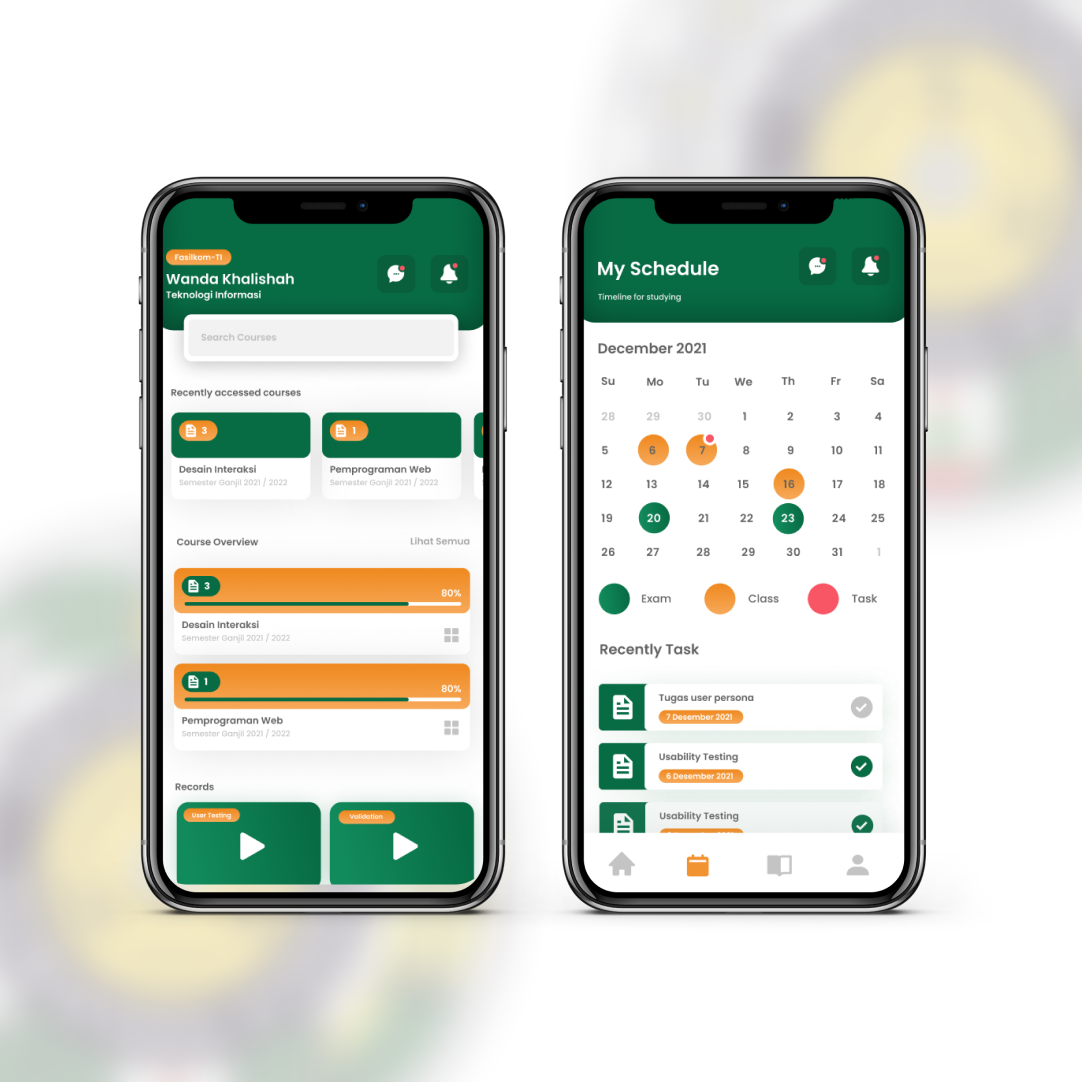 Fasilkom-TI
Wanda Khalishah
Teknologi Informasi
Search Courses
Recently accessed courses
3
1
Desain Interaksi
Semester Ganjil 2021 / 2022
Pemprograman Web
Semester Ganjil 2021 / 2022
Course Overview
Lihat Semua
3
80%
Desain Interaksi
Semester Ganjil 2021 / 2022
1
80%
Pemprograman Web
Semester Ganjil 2021 / 2022
Records
User Testing
Validation
My Schedule
Timeline for studying
December 2021
Su Mo Tu We Th Fr Sa
28 29 30 1 2 3 4
5 6 7 8 9 10 11
12 13 14 15 16 17 18
19 20 21 22 23 24 25
26 27 28 29 30 31 1
Exam Class Task
Recently Task
Tugas user persona
7 Desember 2021
Usability Testing
6 Desember 2021
Usability Testing